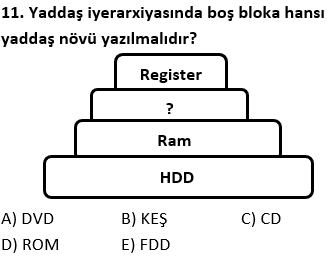 11. Yaddaş iyerarxiyasında boş bloka hansı
yaddaş növü yazılmalıdır?
Register
?
Ram
HDD
A) DVD B) KEŞ C) CD
D) ROM E) FDD